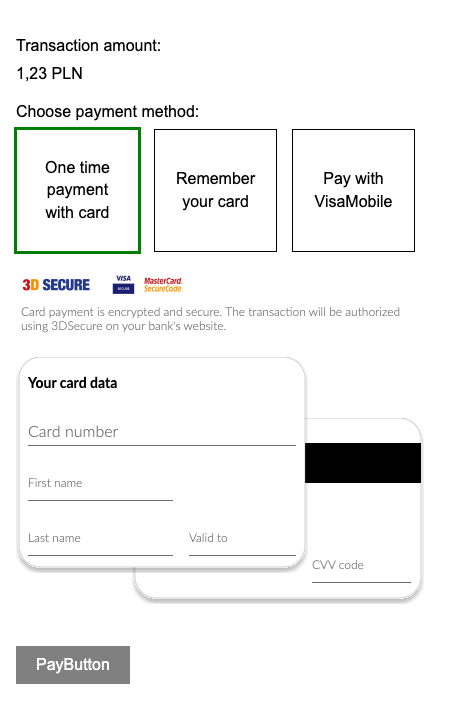 Transaction amount:
1,23 PLN
Choose payment method:
One time
payment
with card
Remember
your card
Pay with
VisaMobile
3D SECURE
VISA
SECURE
MasterCard.
SecureCode
Card payment is encrypted and secure. The transaction will be authorized
using 3DSecure on your bank's website.
Your card data
Card number
First name
Last name
Valid to
CVV code
PayButton